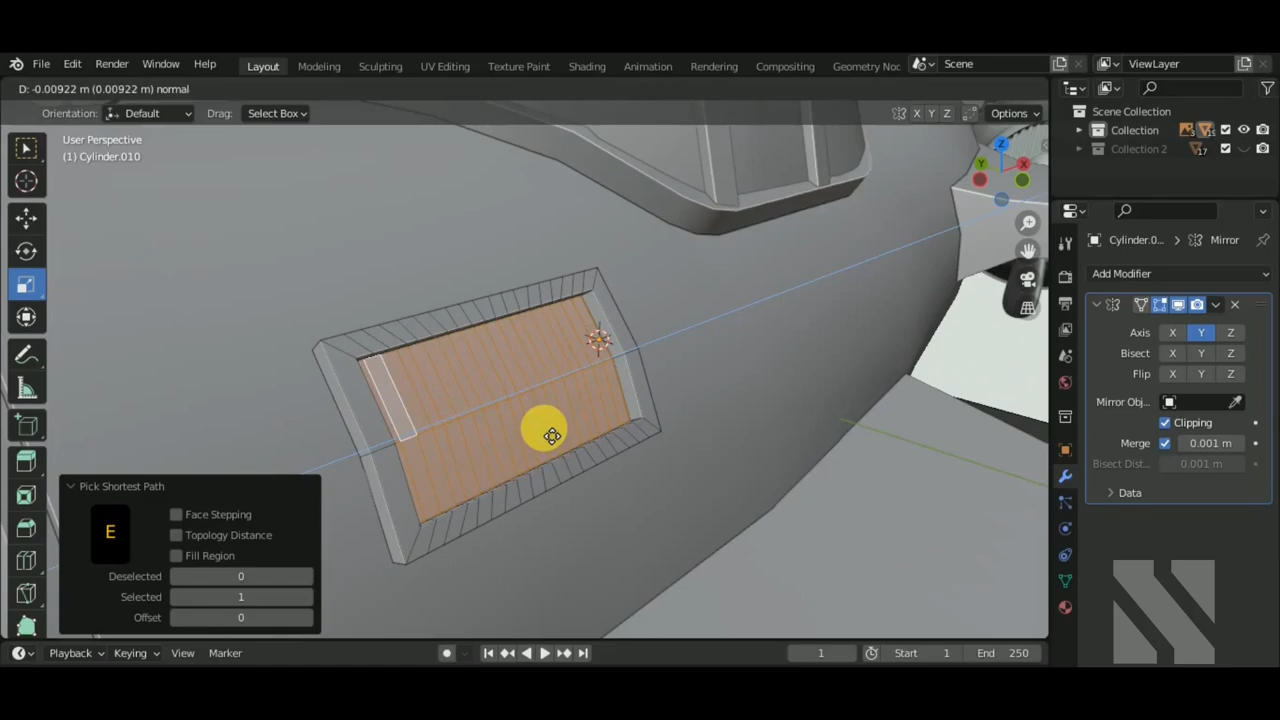 File Edit Render Window Help Layout Modeling Sculpting UV Editing Texture Paint Shading Animation Rendering Compositing Geometry Noc Scene ViewLayer
D: -0.00922 m (0.00922 m) normal
Orientation: Default Drag: Select Box X Y Z Options
User Perspective
(1) Cylinder.010
Z
Y
X
Scene Collection
Collection 3 15
Collection 2 17
Cylinder.0... Mirror
Add Modifier
Axis X Y Z
Bisect X Y Z
Flip X Y Z
Mirror Obj...
Clipping
Merge 0.001 m
Bisect Dist... 0.001 m
Data
Pick Shortest Path
E
Face Stepping
Topology Distance
Fill Region
Deselected 0
Selected 1
Offset 0
Playback Keying View Marker 1 Start 1 End 250